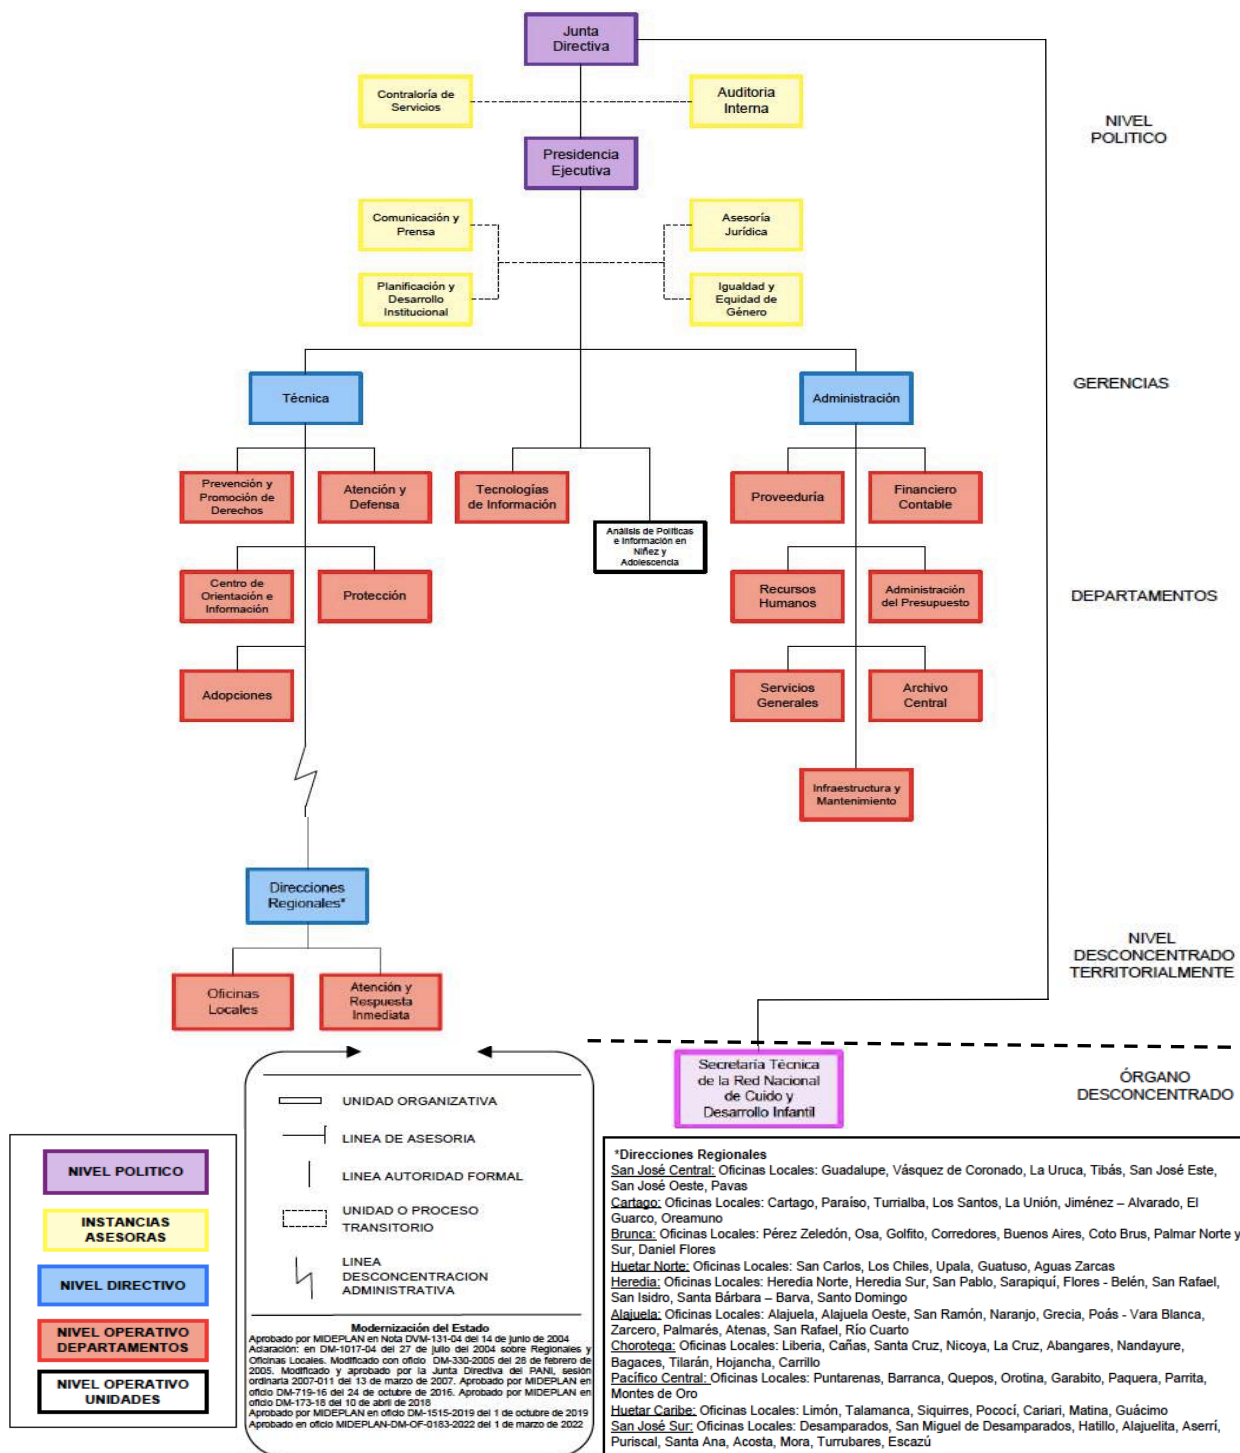 Junta
Directiva
Contraloría de
Servicios
Auditoria
Interna
NIVEL
POLITICO
Presidencia
Ejecutiva
Comunicación y
Prensa
Asesoría
Jurídica
Planificación y
Desarrollo
Institucional
Igualdad y
Equidad de
Género
GERENCIAS
Técnica
Administración
Prevención y
Promoción de
Derechos
Atención y
Defensa
Tecnologías
de Información
Análisis de Políticas
e Información en
Niñez y
Adolescencia
Proveeduría
Financiero
Contable
Centro de
Orientación e
Información
Protección
Recursos
Humanos
Administración
del Presupuesto
DEPARTAMENTOS
Adopciones
Servicios
Generales
Archivo
Central
Infraestructura y
Mantenimiento
Direcciones
Regionales*
NIVEL
DESCONCENTRADO
TERRITORIALMENTE
Oficinas
Locales
Atención y
Respuesta
Inmediata
Secretaría Técnica
de la Red Nacional
de Cuido y
Desarrollo Infantil
ÓRGANO
DESCONCENTRADO
UNIDAD ORGANIZATIVA
LINEA DE ASESORIA
LINEA AUTORIDAD FORMAL
UNIDAD O PROCESO
TRANSITORIO
LINEA
DESCONCENTRACION
ADMINISTRATIVA
Modernización del Estado
Aprobado por MIDEPLAN en Nota DVM-131-04 del 14 de junio de 2004
Aclaración: en DM-1017-04 del 27 de julio del 2004 sobre Regionales y
Oficinas Locales. Modificado con oficio DM-330-2005 del 28 de febrero de
2005. Modificado y aprobado por la Junta Directiva del PANI, sesión
ordinaria 2007-011 del 13 de marzo de 2007. Aprobado por MIDEPLAN en
oficio DM-719-16 del 24 de octubre de 2016. Aprobado por MIDEPLAN en
oficio DM-173-18 del 10 de abril de 2018
Aprobado por MIDEPLAN en oficio DM-1515-2019 del 1 de octubre de 2019
Aprobado en oficio MIDEPLAN-DM-OF-0183-2022 del 1 de marzo de 2022
NIVEL POLITICO
INSTANCIAS
ASESORAS
NIVEL DIRECTIVO
NIVEL OPERATIVO
DEPARTAMENTOS
NIVEL OPERATIVO
UNIDADES
*Direcciones Regionales
San José Central: Oficinas Locales: Guadalupe, Vásquez de Coronado, La Uruca, Tibás, San José Este,
San José Oeste, Pavas
Cartago: Oficinas Locales: Cartago, Paraíso, Turrialba, Los Santos, La Unión, Jiménez – Alvarado, El
Guarco, Oreamuno
Brunca: Oficinas Locales: Pérez Zeledón, Osa, Golfito, Corredores, Buenos Aires, Coto Brus, Palmar Norte y
Sur, Daniel Flores
Huetar Norte: Oficinas Locales: San Carlos, Los Chiles, Upala, Guatuso, Aguas Zarcas
Heredia: Oficinas Locales: Heredia Norte, Heredia Sur, San Pablo, Sarapiquí, Flores - Belén, San Rafael,
San Isidro, Santa Bárbara – Barva, Santo Domingo
Alajuela: Oficinas Locales: Alajuela, Alajuela Oeste, San Ramón, Naranjo, Grecia, Poás - Vara Blanca,
Zarcero, Palmarés, Atenas, San Rafael, Río Cuarto
Chorotega: Oficinas Locales: Liberia, Cañas, Santa Cruz, Nicoya, La Cruz, Abangares, Nandayure,
Bagaces, Tilarán, Hojancha, Carrillo
Pacífico Central: Oficinas Locales: Puntarenas, Barranca, Quepos, Orotina, Garabito, Paquera, Parrita,
Montes de Oro
Huetar Caribe: Oficinas Locales: Limón, Talamanca, Siquirres, Pococí, Cariari, Matina, Guácimo
San José Sur: Oficinas Locales: Desamparados, San Miguel de Desamparados, Hatillo, Alajuelita, Aserrí,
Puriscal, Santa Ana, Acosta, Mora, Turrubares, Escazú